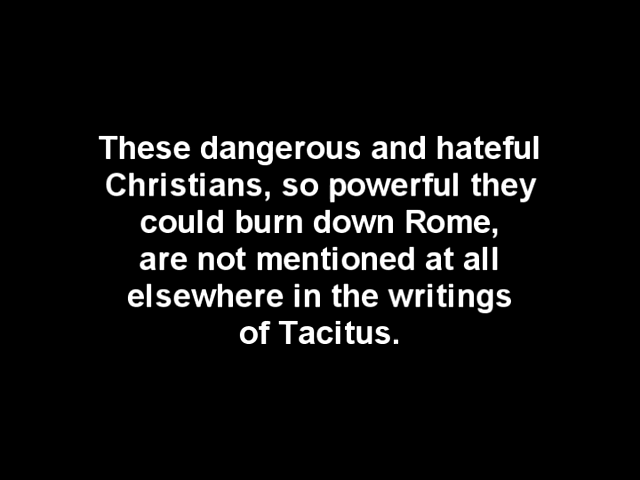 These dangerous and hateful
Christians, so powerful they
could burn down Rome,
are not mentioned at all
elsewhere in the writings
of Tacitus.